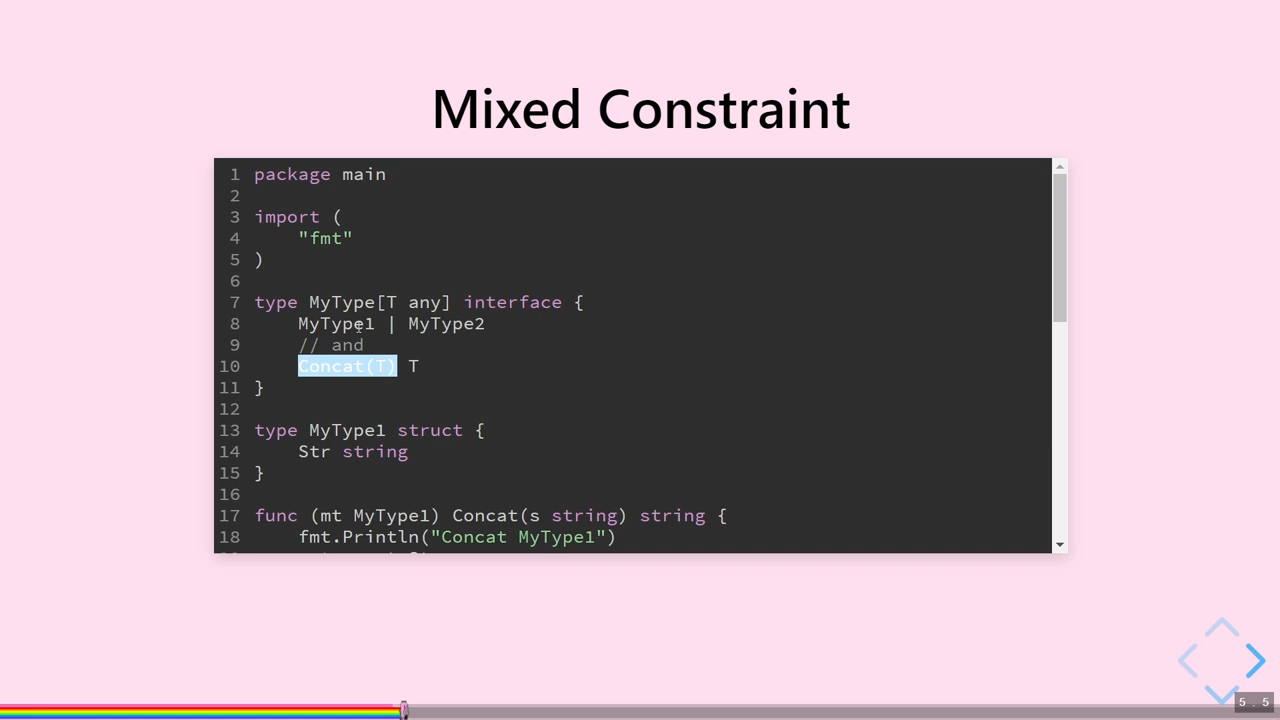 Mixed Constraint
1 package main
2
3 import (
4     "fmt"
5 )
6
7 type MyType[T any] interface {
8     MyType1 | MyType2
9     // and
10     Concat(T) T
11 }
12
13 type MyType1 struct {
14     Str string
15 }
16
17 func (mt MyType1) Concat(s string) string {
18     fmt.Println("Concat MyType1")
5 . 5